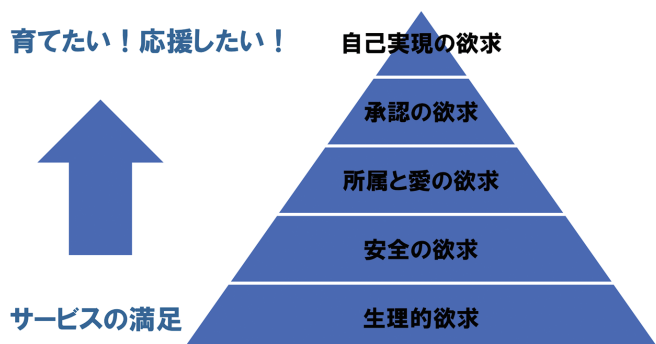 育てたい！応援したい！
自己実現の欲求
承認の欲求
所属と愛の欲求
安全の欲求
サービスの満足
生理的欲求